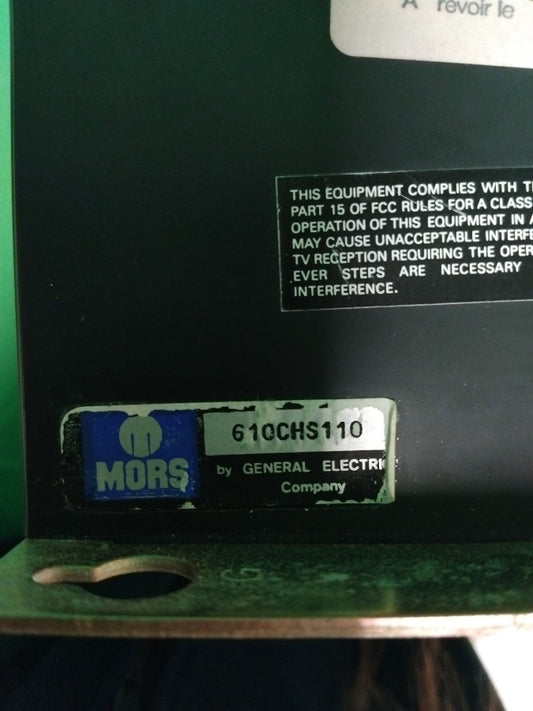 A revoir le
THIS EQUIPMENT COMPLIES WITH
PART 15 OF FCC RULES FOR A CLASS
OPERATION OF THIS EQUIPMENT IN
MAY CAUSE UNACCEPTABLE
TV RECEPTION REQUIRING THE
EVER STEPS ARE NECESSARY
INTERFERENCE.
m
MORS
610CHS110
by GENERAL ELECTRIC
Company